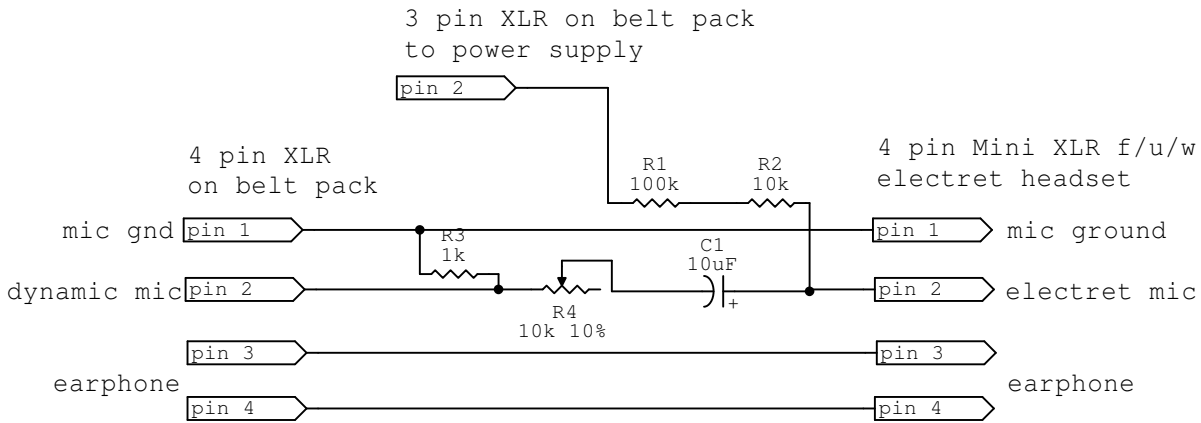 3 pin XLR on belt pack
to power supply
pin 2
4 pin XLR
on belt pack
R1
100k
R2
10k
4 pin Mini XLR f/u/w
electret headset
mic gnd
pin 1
R3
1k
C1
10uF
pin 1
mic ground
dynamic mic
pin 2
R4
10k 10%
+
pin 2
electret mic
pin 3
pin 3
earphone
earphone
pin 4
pin 4